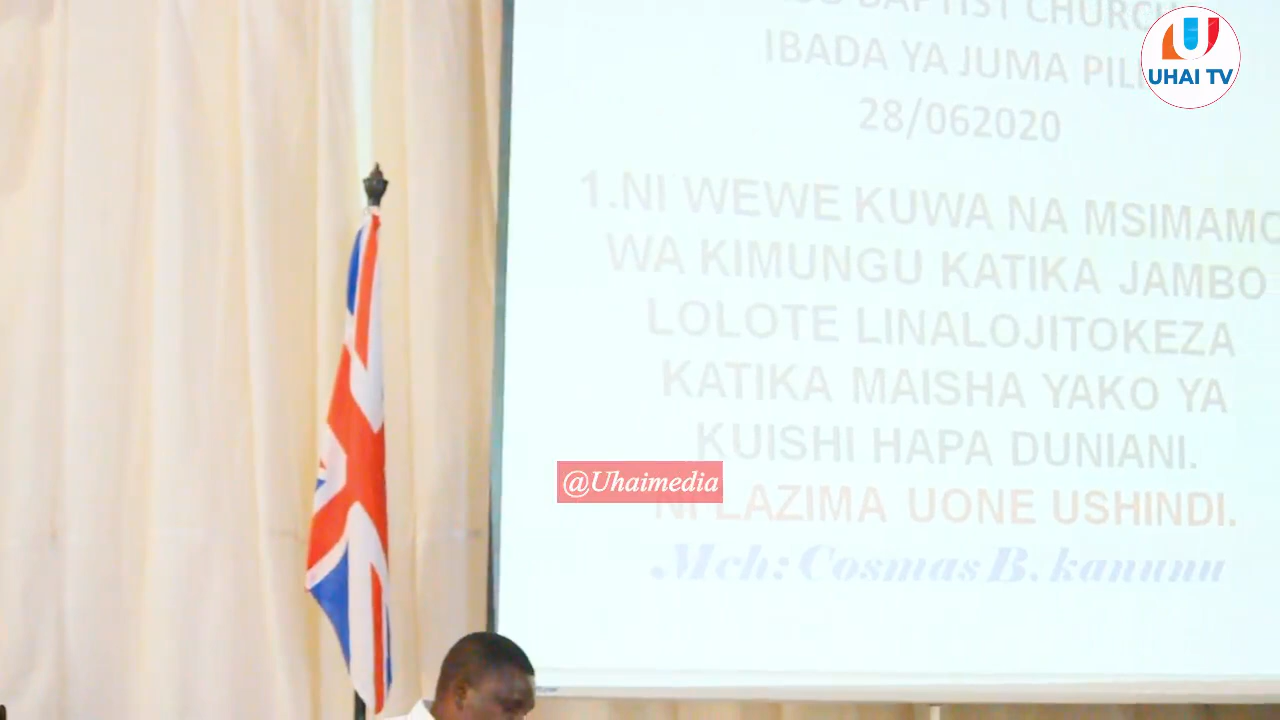 BAPTIST CHURCH
IBADA YA JUMA PILI
28/062020
1.NI WEWE KUWA NA MSIMAMO
WA KIMUNGU KATIKA JAMBO
LOLOTE LINALOJITOKEZA
KATIKA MAISHA YAKO YA
KUISHI HAPA DUNIANI.
NI LAZIMA UONE USHINDI.
Mch: Cosmas B. kanunu
@Uhaimedia
U
UHAI TV